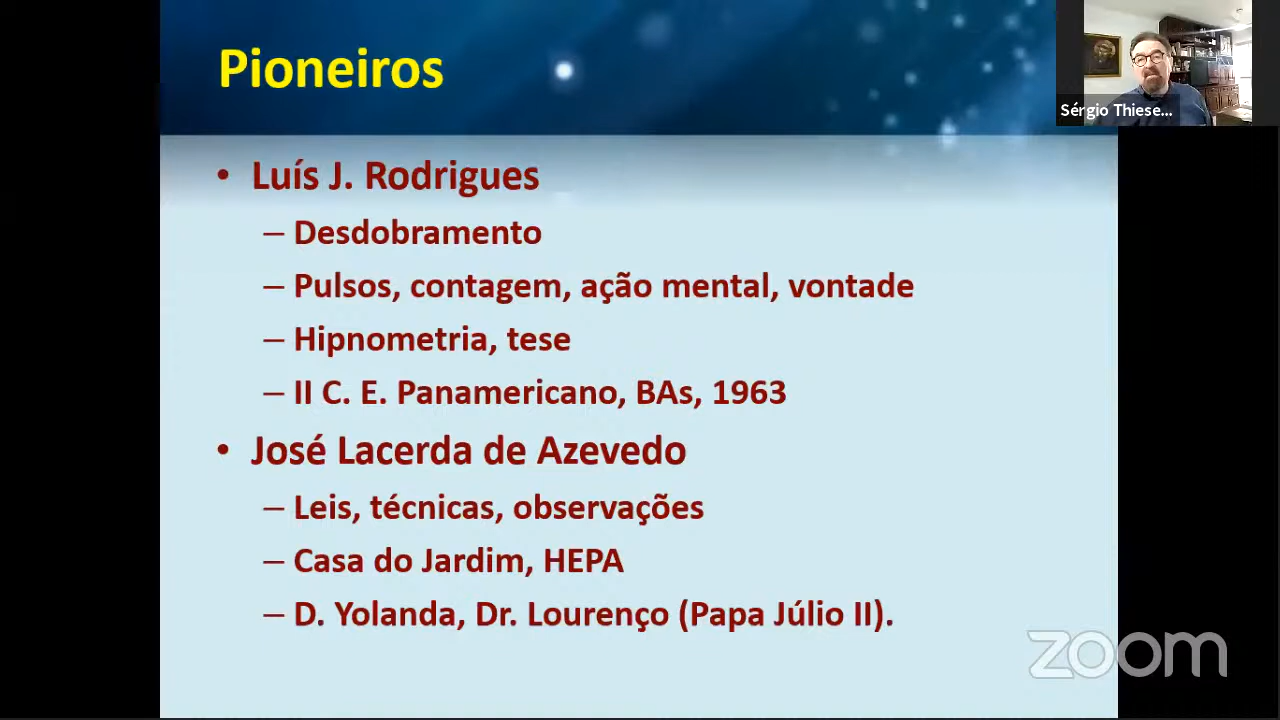 Pioneiros
Sérgio Thiese...
• Luís J. Rodrigues
– Desdobramento
– Pulsos, contagem, ação mental, vontade
– Hipnometria, tese
– II C. E. Panamericano, BAs, 1963
• José Lacerda de Azevedo
– Leis, técnicas, observações
– Casa do Jardim, HEPA
– D. Yolanda, Dr. Lourenço (Papa Júlio II).
zoom